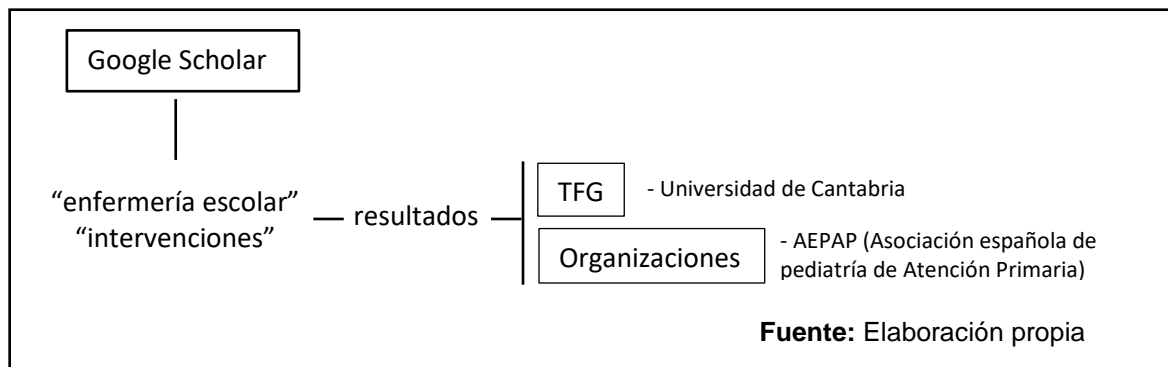 Google Scholar
“enfermería escolar”
“intervenciones”
resultados
TFG
- Universidad de Cantabria
Organizaciones
- AEPAP (Asociación española de
pediatría de Atención Primaria)
Fuente: Elaboración propia